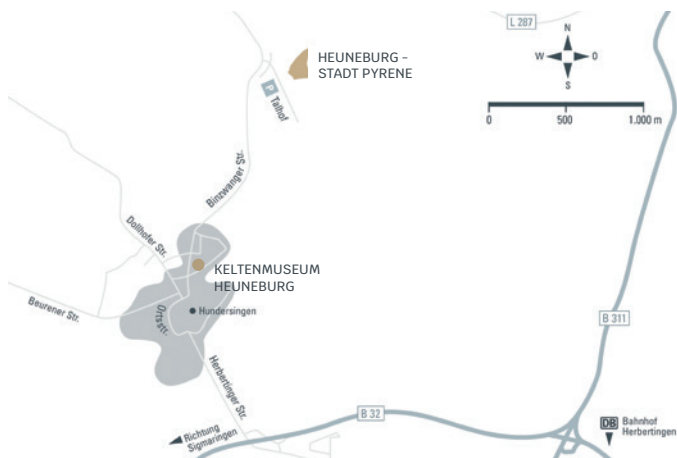 L 287
N
W O
S
0 500 1.000 m
HEUNEBURG –
STADT PYRENE
P Talhof
Binzwanger Str.
Dollhofer Str.
KELTENMUSEUM
HEUNEBURG
Beurener Str.
Ortsstr.
Hundersingen
B 311
Herbertinger Str.
B 32
DB Bahnhof
Herbertingen
Richtung
Sigmaringen